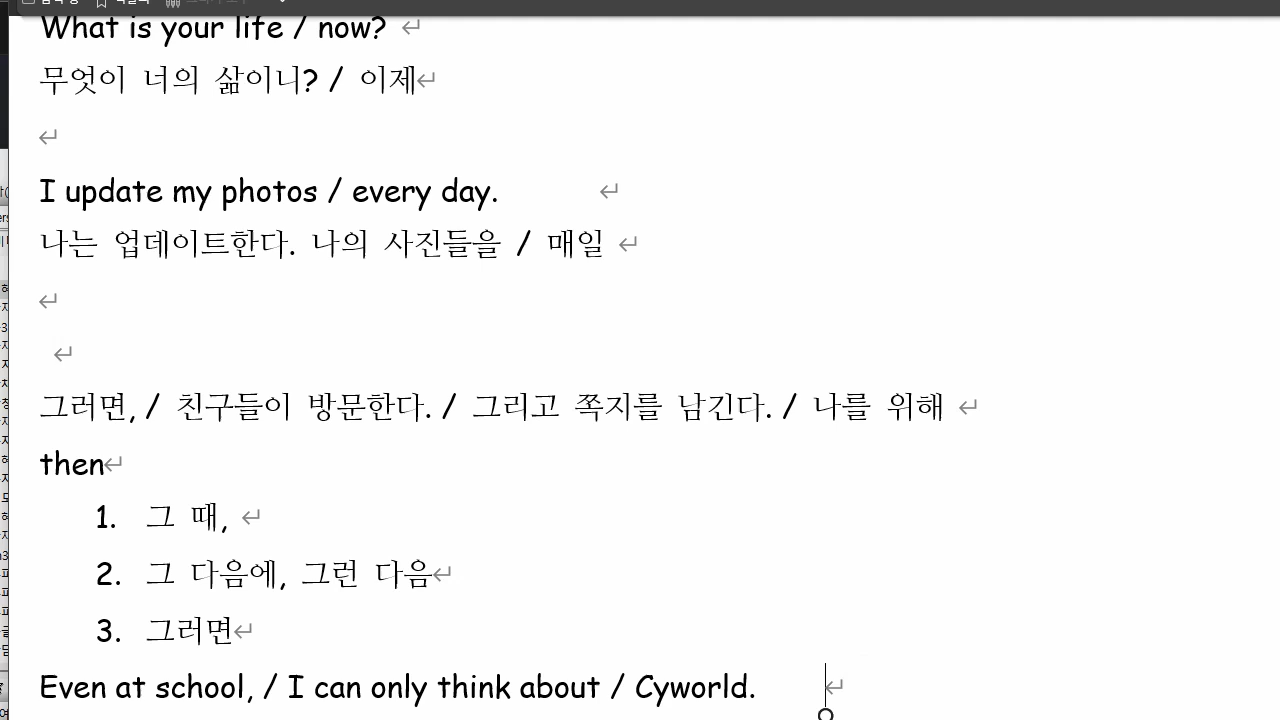 What is your life / now?
무엇이 너의 삶이니? / 이제
I update my photos / every day.
나는 업데이트한다. 나의 사진들을 / 매일
그러면, / 친구들이 방문한다. / 그리고 쪽지를 남긴다. / 나를 위해
then
1. 그 때,
2. 그 다음에, 그런 다음
3. 그러면
Even at school, / I can only think about / Cyworld.